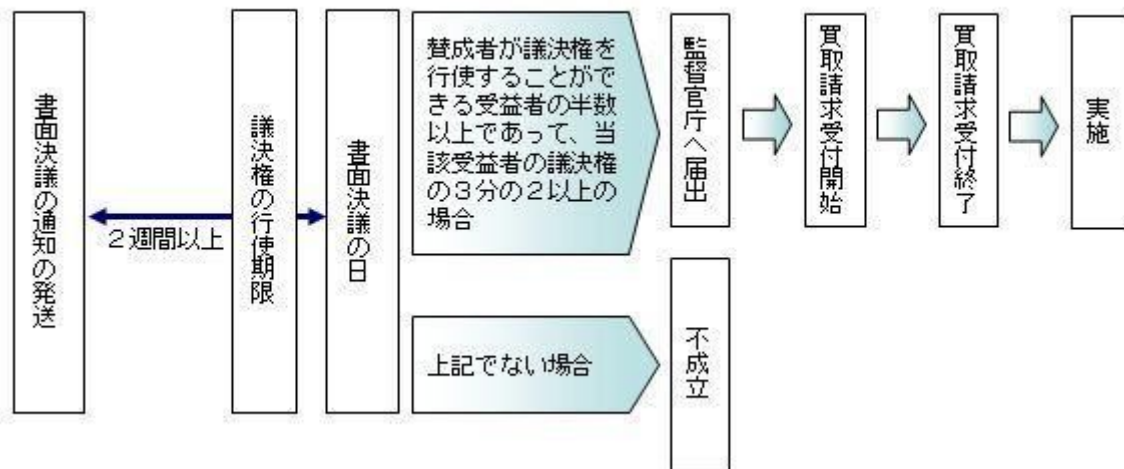 書面決議の通知の発送
２週間以上
議決権の行使期限
書面決議の日
賛成者が議決権を
行使することがで
きる受益者の半数
以上であって、当
該受益者の議決権
の３分の２以上の
場合
監督官庁へ届出
買取請求受付開始
買取請求受付終了
実施
上記でない場合
不成立